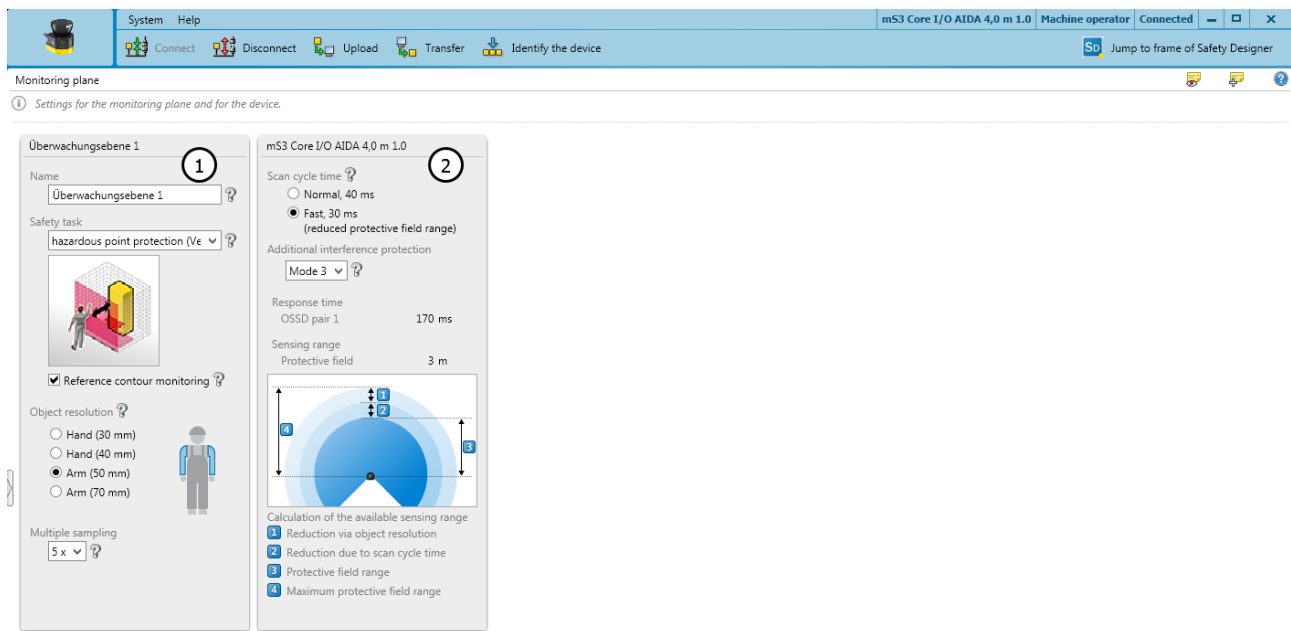 System Help
mS3 Core I/O AIDA 4,0 m 1.0 Machine operator Connected
Connect Disconnect Upload Transfer Identify the device
SD Jump to frame of Safety Designer
Monitoring plane
Settings for the monitoring plane and for the device.
Überwachungsebene 1
1
Name
Überwachungsebene 1
Safety task
hazardous point protection (Ve
Reference contour monitoring
Object resolution
Hand (30 mm)
Hand (40 mm)
Arm (50 mm)
Arm (70 mm)
Multiple sampling
5 x
mS3 Core I/O AIDA 4,0 m 1.0
2
Scan cycle time
Normal, 40 ms
Fast, 30 ms
(reduced protective field range)
Additional interference protection
Mode 3
Response time
OSSD pair 1 170 ms
Sensing range
Protective field 3 m
1
2
4
3
Calculation of the available sensing range
1 Reduction via object resolution
2 Reduction due to scan cycle time
3 Protective field range
4 Maximum protective field range